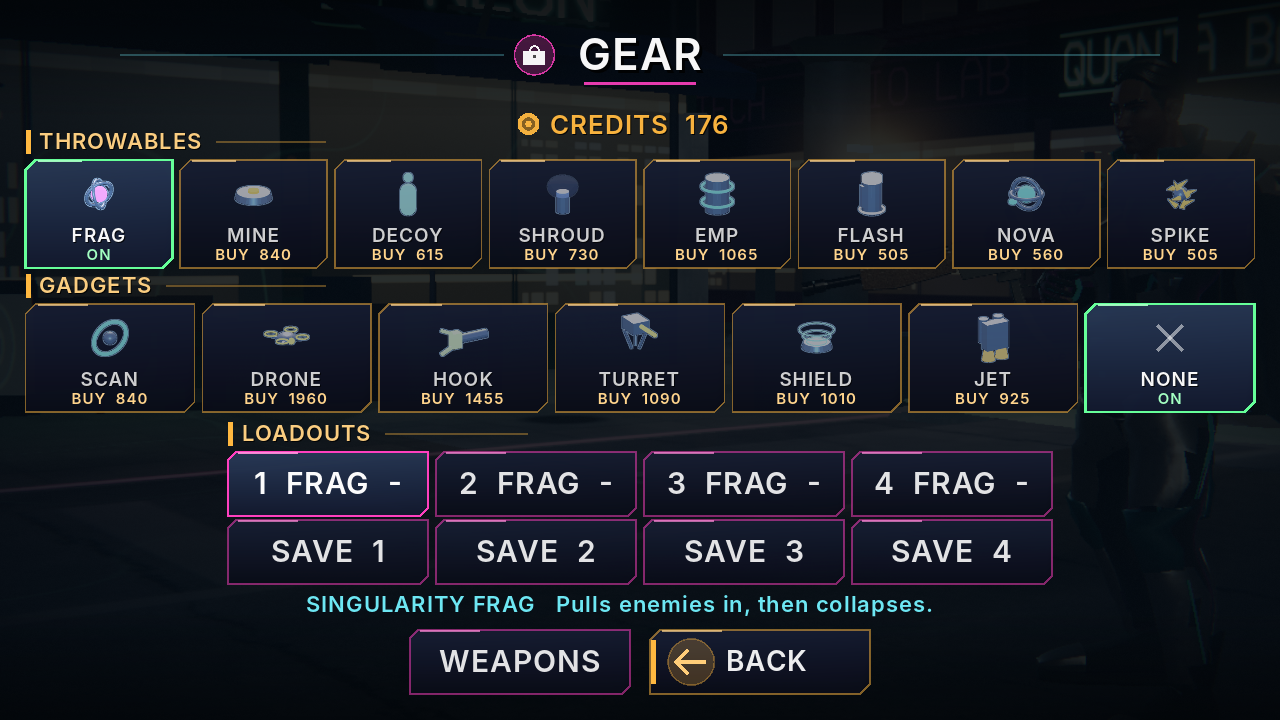 GEAR
CREDITS 176
THROWABLES
FRAG MINE DECOY SHROUD EMP FLASH NOVA SPIKE
ON BUY 840 BUY 615 BUY 730 BUY 1065 BUY 505 BUY 560 BUY 505
GADGETS
SCAN DRONE HOOK TURRET SHIELD JET NONE
BUY 840 BUY 1960 BUY 1455 BUY 1090 BUY 1010 BUY 925 ON
LOADOUTS
1 FRAG - 2 FRAG - 3 FRAG - 4 FRAG -
SAVE 1 SAVE 2 SAVE 3 SAVE 4
SINGULARITY FRAG Pulls enemies in, then collapses.
WEAPONS BACK